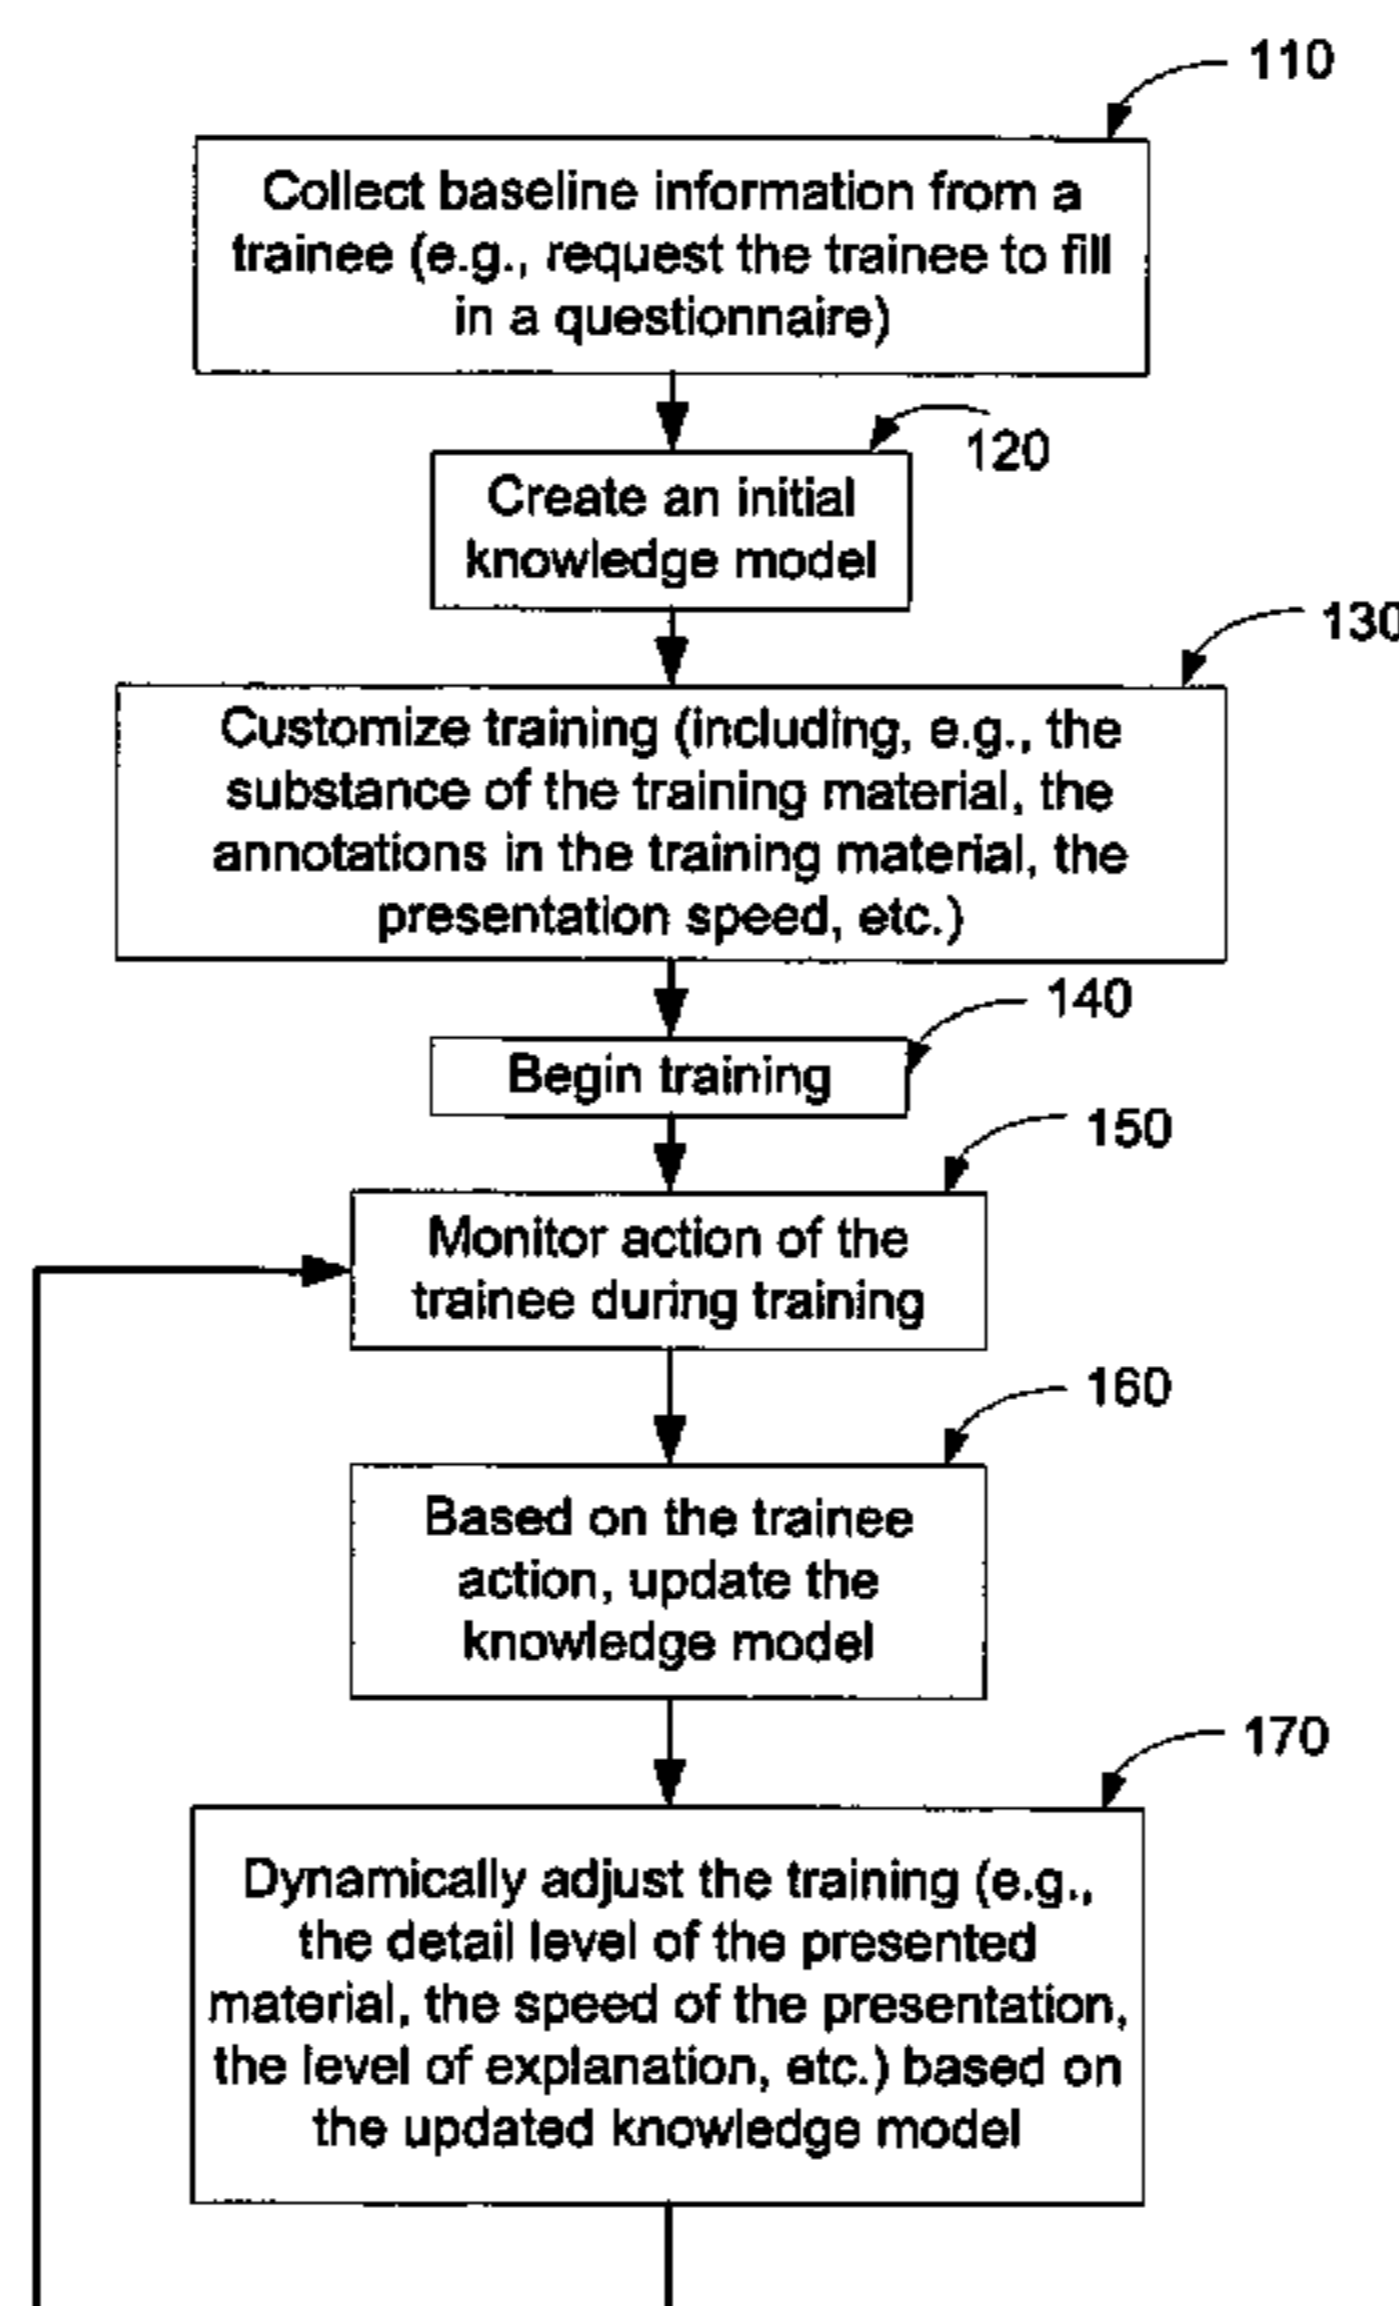 110
Collect baseline information from a
trainee (e.g., request the trainee to fill
in a questionnaire)
120
Create an initial
knowledge model
130
Customize training (including, e.g., the
substance of the training material, the
annotations in the training material, the
presentation speed, etc.)
140
Begin training
150
Monitor action of the
trainee during training
160
Based on the trainee
action, update the
knowledge model
170
Dynamically adjust the training (e.g.,
the detail level of the presented
material, the speed of the presentation,
the level of explanation, etc.) based on
the updated knowledge model